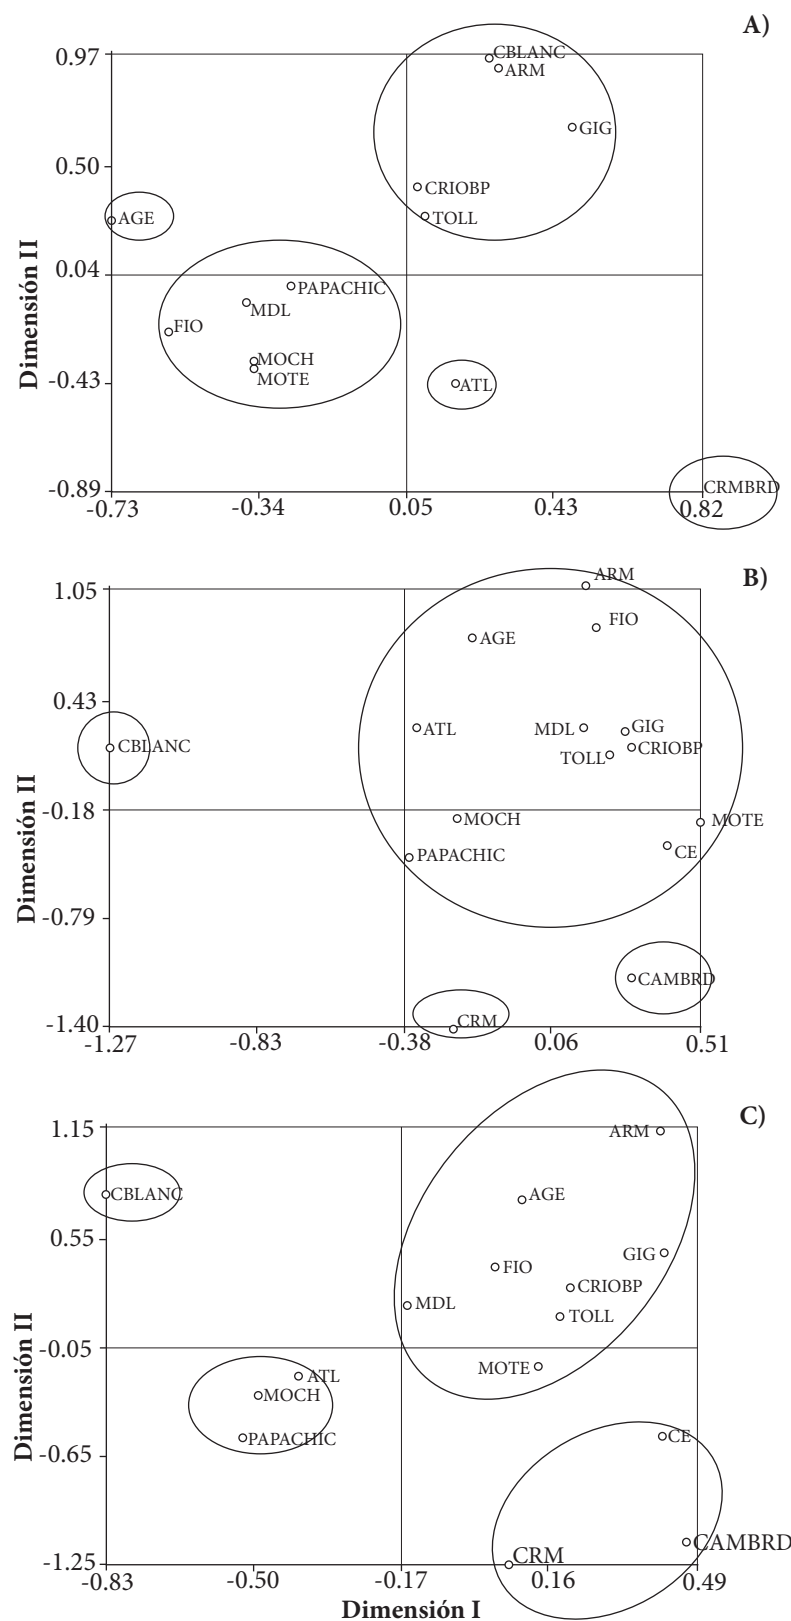 A)
0.97
CBLANC
ARM
GIG
0.50
CRIOBP
AGE
TOLL
Dimensión II
0.04
PAPACHIC
MDL
FIO
MOCH
MOTE
-0.43
ATL
-0.89
CRMBRD
-0.73 -0.34 0.05 0.43 0.82
B)
1.05
ARM
FIO
AGE
0.43
ATL
MDL
GIG
CBLANC
CRIOBP
TOLL
Dimensión II
-0.18
MOCH
MOTE
PAPACHIC
CE
-0.79
CAMBRD
CRM
-1.40
-1.27 -0.83 -0.38 0.06 0.51
C)
1.15
ARM
CBLANC
AGE
0.55
GIG
FIO
CRIOBP
MDL
TOLL
Dimensión II
-0.05
MOTE
ATL
MOCH
PAPACHIC
CE
-0.65
CAMBRD
CRM
-1.25
-0.83 -0.50 -0.17 0.16 0.49
Dimensión I